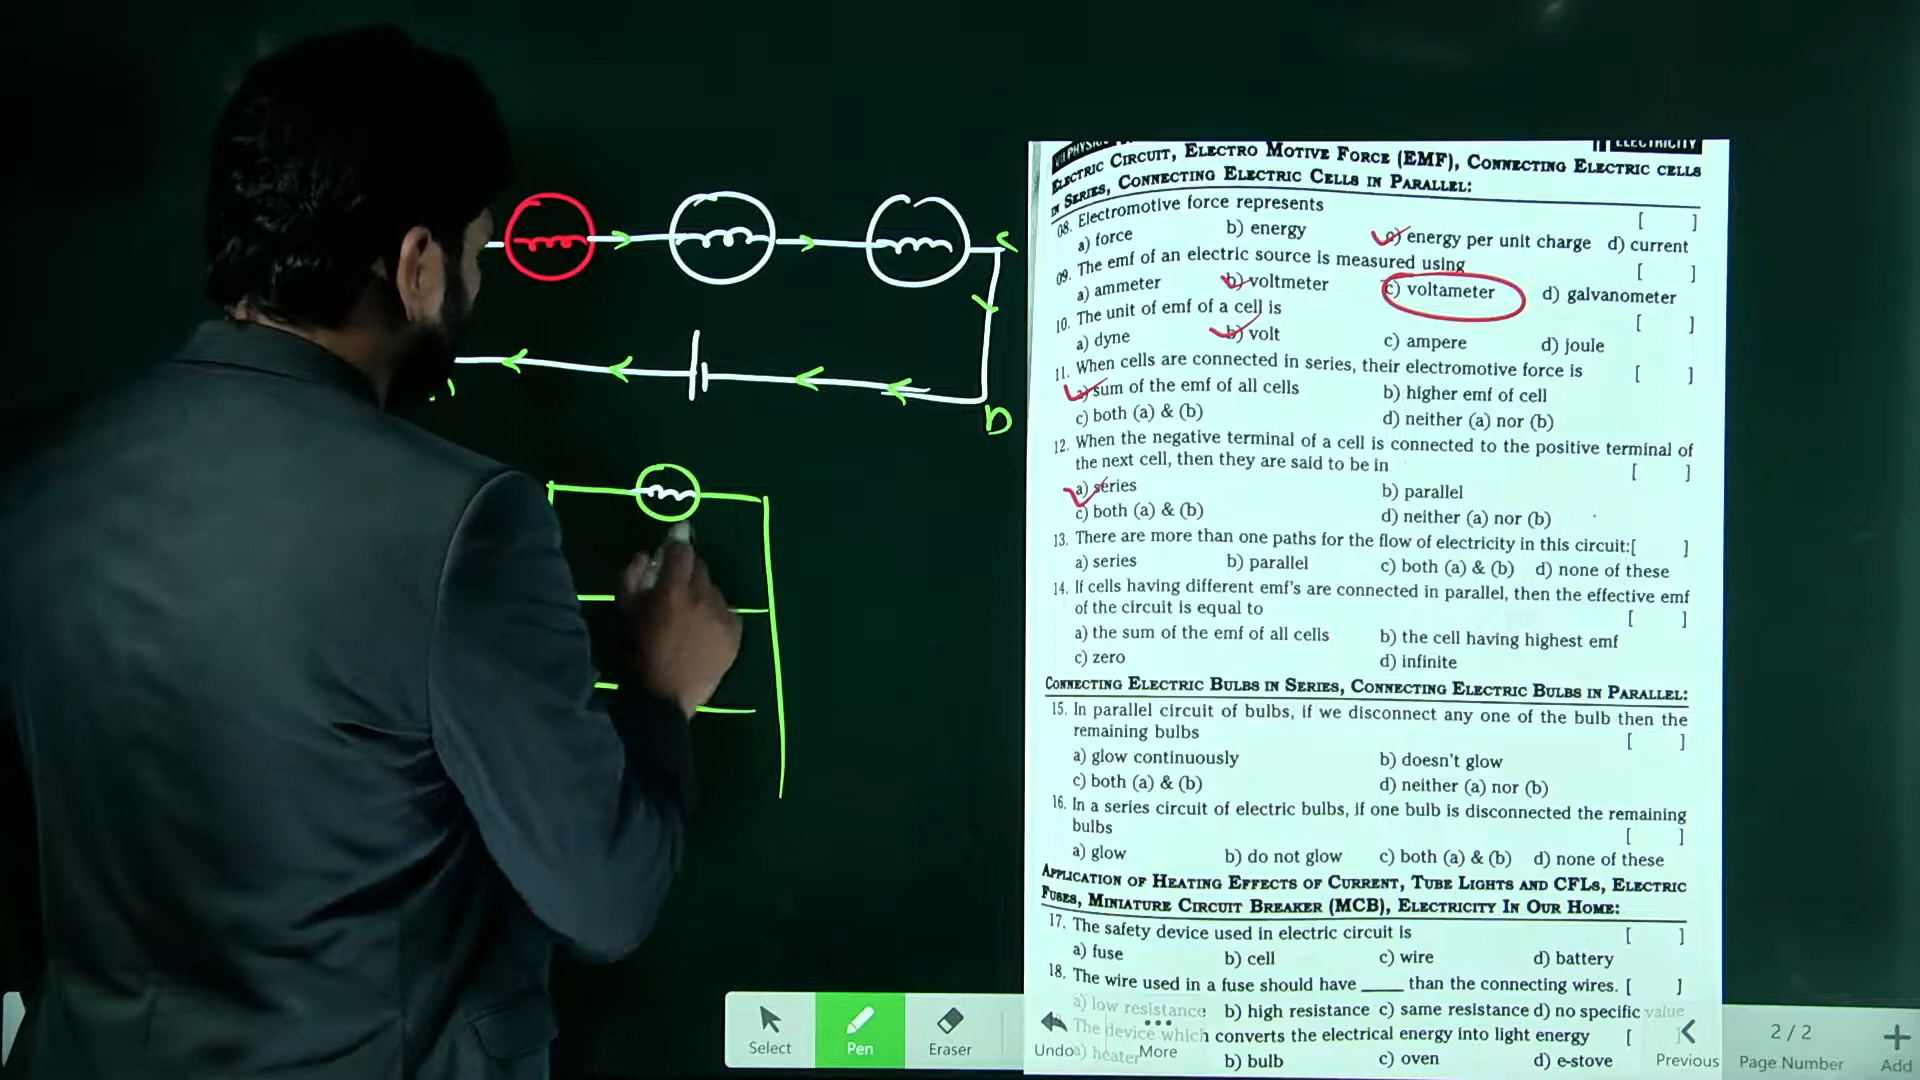 VII PHYSICS
ELECTRICITY
ELECTRIC CIRCUIT, ELECTRO MOTIVE FORCE (EMF), CONNECTING ELECTRIC CELLS
IN SERIES, CONNECTING ELECTRIC CELLS IN PARALLEL:
08. Electromotive force represents [ ]
a) force b) energy c) energy per unit charge d) current
09. The emf of an electric source is measured using [ ]
a) ammeter b) voltmeter c) voltameter d) galvanometer
10. The unit of emf of a cell is [ ]
a) dyne b) volt c) ampere d) joule
11. When cells are connected in series, their electromotive force is [ ]
a) sum of the emf of all cells b) higher emf of cell
c) both (a) & (b) d) neither (a) nor (b)
12. When the negative terminal of a cell is connected to the positive terminal of
the next cell, then they are said to be in [ ]
a) series b) parallel
c) both (a) & (b) d) neither (a) nor (b)
13. There are more than one paths for the flow of electricity in this circuit:[ ]
a) series b) parallel c) both (a) & (b) d) none of these
14. If cells having different emf's are connected in parallel, then the effective emf
of the circuit is equal to [ ]
a) the sum of the emf of all cells b) the cell having highest emf
c) zero d) infinite
CONNECTING ELECTRIC BULBS IN SERIES, CONNECTING ELECTRIC BULBS IN PARALLEL:
15. In parallel circuit of bulbs, if we disconnect any one of the bulb then the
remaining bulbs [ ]
a) glow continuously b) doesn't glow
c) both (a) & (b) d) neither (a) nor (b)
16. In a series circuit of electric bulbs, if one bulb is disconnected the remaining
bulbs [ ]
a) glow b) do not glow c) both (a) & (b) d) none of these
APPLICATION OF HEATING EFFECTS OF CURRENT, TUBE LIGHTS AND CFLS, ELECTRIC
FUSES, MINIATURE CIRCUIT BREAKER (MCB), ELECTRICITY IN OUR HOME:
17. The safety device used in electric circuit is [ ]
a) fuse b) cell c) wire d) battery
18. The wire used in a fuse should have ____ than the connecting wires. [ ]
a) low resistance b) high resistance c) same resistance d) no specific value
The device which converts the electrical energy into light energy [ ]
a) heater b) bulb c) oven d) e-stove
C
D
Select
Pen
Eraser
Undo
More
Previous
2 / 2
Page Number
Add